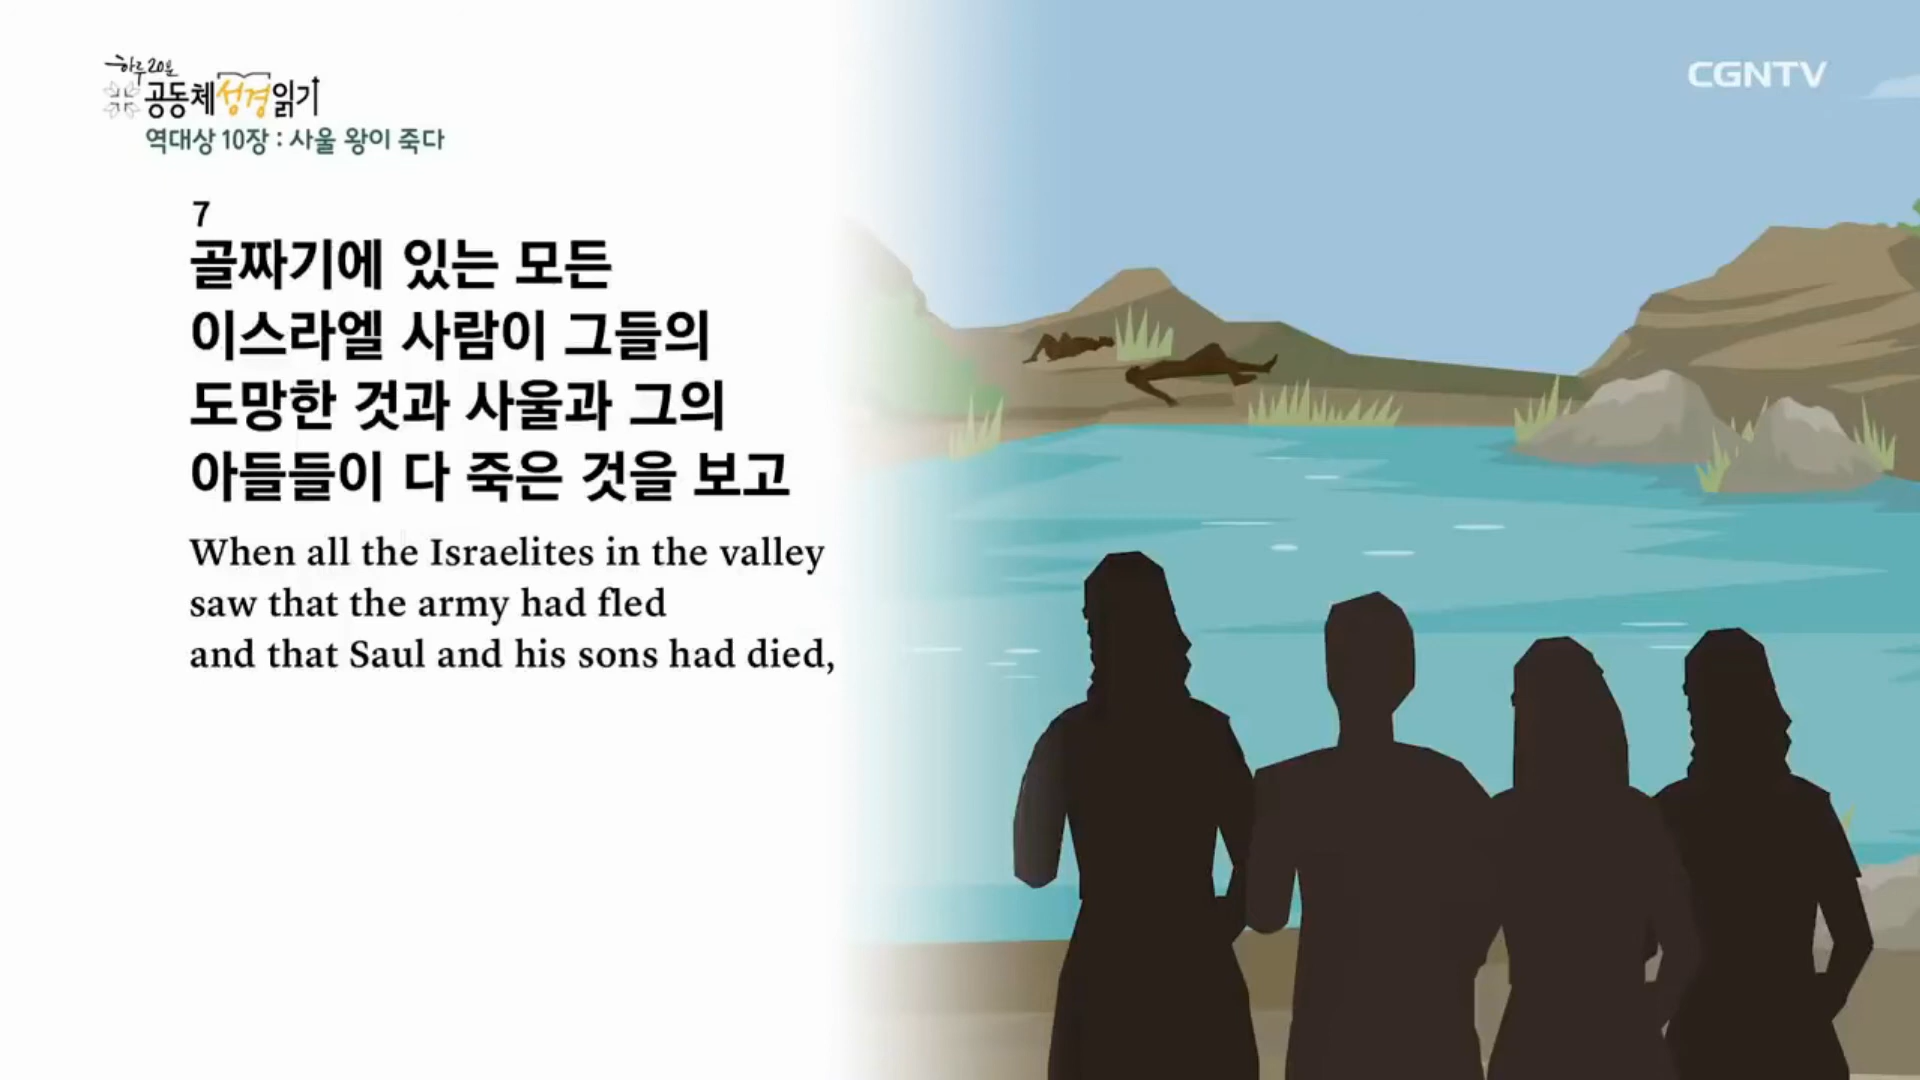 하루 20분
공동체성경읽기
역대상 10장 : 사울 왕이 죽다
CGNTV
7
골짜기에 있는 모든
이스라엘 사람이 그들의
도망한 것과 사울과 그의
아들들이 다 죽은 것을 보고
When all the Israelites in the valley
saw that the army had fled
and that Saul and his sons had died,